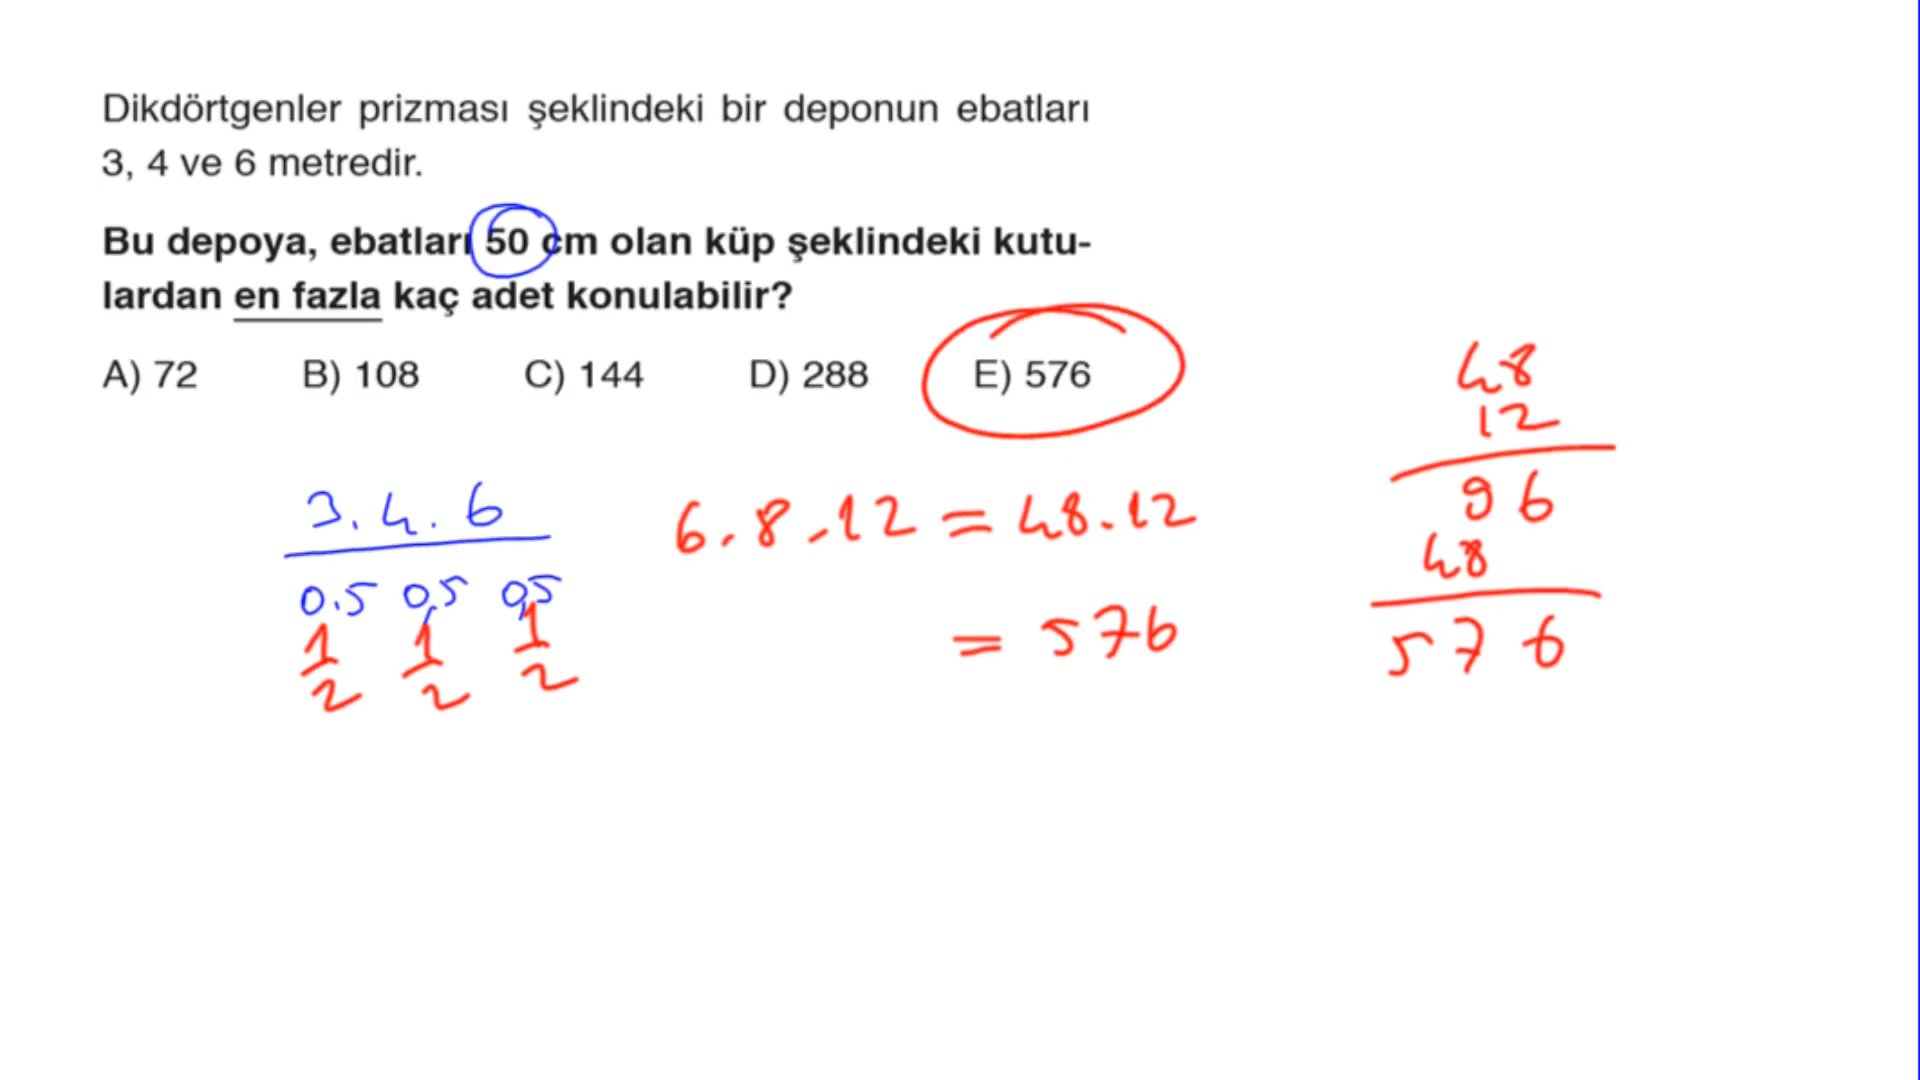 Dikdörtgenler prizması şeklindeki bir deponun ebatları
3, 4 ve 6 metredir.
Bu depoya, ebatları 50 cm olan küp şeklindeki kutu-
lardan en fazla kaç adet konulabilir?
A) 72 B) 108 C) 144 D) 288 E) 576
3.4.6
0.5 0,5 0,5
1 1 1
2 2 2
6.8.12 = 48.12
= 576
48
12
96
48
576